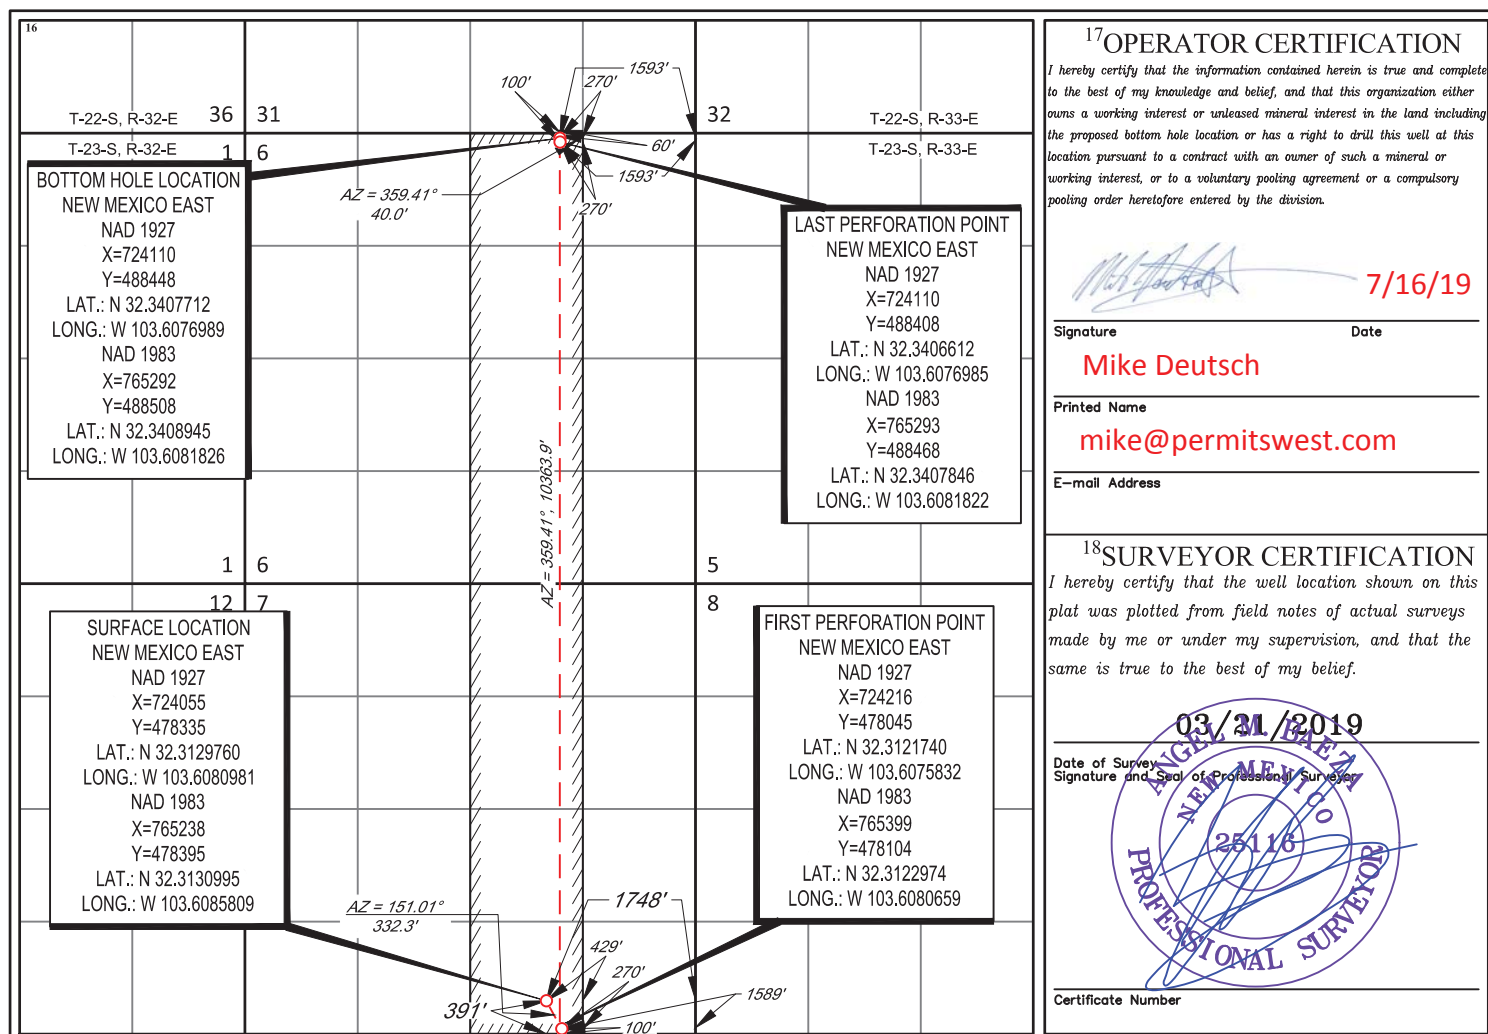 16
100'
270'
1593'
T-22-S, R-32-E
36
31
32
T-22-S, R-33-E
T-23-S, R-32-E
1
6
T-23-S, R-33-E
60'
1593'
270'
AZ = 359.41°
40.0'
BOTTOM HOLE LOCATION
NEW MEXICO EAST
NAD 1927
X=724110
Y=488448
LAT.: N 32.3407712
LONG.: W 103.6076989
NAD 1983
X=765292
Y=488508
LAT.: N 32.3408945
LONG.: W 103.6081826
LAST PERFORATION POINT
NEW MEXICO EAST
NAD 1927
X=724110
Y=488408
LAT.: N 32.3406612
LONG.: W 103.6076985
NAD 1983
X=765293
Y=488468
LAT.: N 32.3407846
LONG.: W 103.6081822
AZ = 359.41°, 10363.9'
1
6
5
12
7
8
SURFACE LOCATION
NEW MEXICO EAST
NAD 1927
X=724055
Y=478335
LAT.: N 32.3129760
LONG.: W 103.6080981
NAD 1983
X=765238
Y=478395
LAT.: N 32.3130995
LONG.: W 103.6085809
FIRST PERFORATION POINT
NEW MEXICO EAST
NAD 1927
X=724216
Y=478045
LAT.: N 32.3121740
LONG.: W 103.6075832
NAD 1983
X=765399
Y=478104
LAT.: N 32.3122974
LONG.: W 103.6080659
AZ = 151.01°
332.3'
1748'
429'
270'
1589'
391'
100'
17OPERATOR CERTIFICATION
I hereby certify that the information contained herein is true and complete
to the best of my knowledge and belief, and that this organization either
owns a working interest or unleased mineral interest in the land including
the proposed bottom hole location or has a right to drill this well at this
location pursuant to a contract with an owner of such a mineral or
working interest, or to a voluntary pooling agreement or a compulsory
pooling order heretofore entered by the division.
7/16/19
Signature Date
Mike Deutsch
Printed Name
mike@permitswest.com
E-mail Address
18SURVEYOR CERTIFICATION
I hereby certify that the well location shown on this
plat was plotted from field notes of actual surveys
made by me or under my supervision, and that the
same is true to the best of my belief.
03/21/2019
Date of Survey
Signature and Seal of Professional Surveyor
ANGEL M. BAEZA
NEW MEXICO
25116
PROFESSIONAL SURVEYOR
Certificate Number